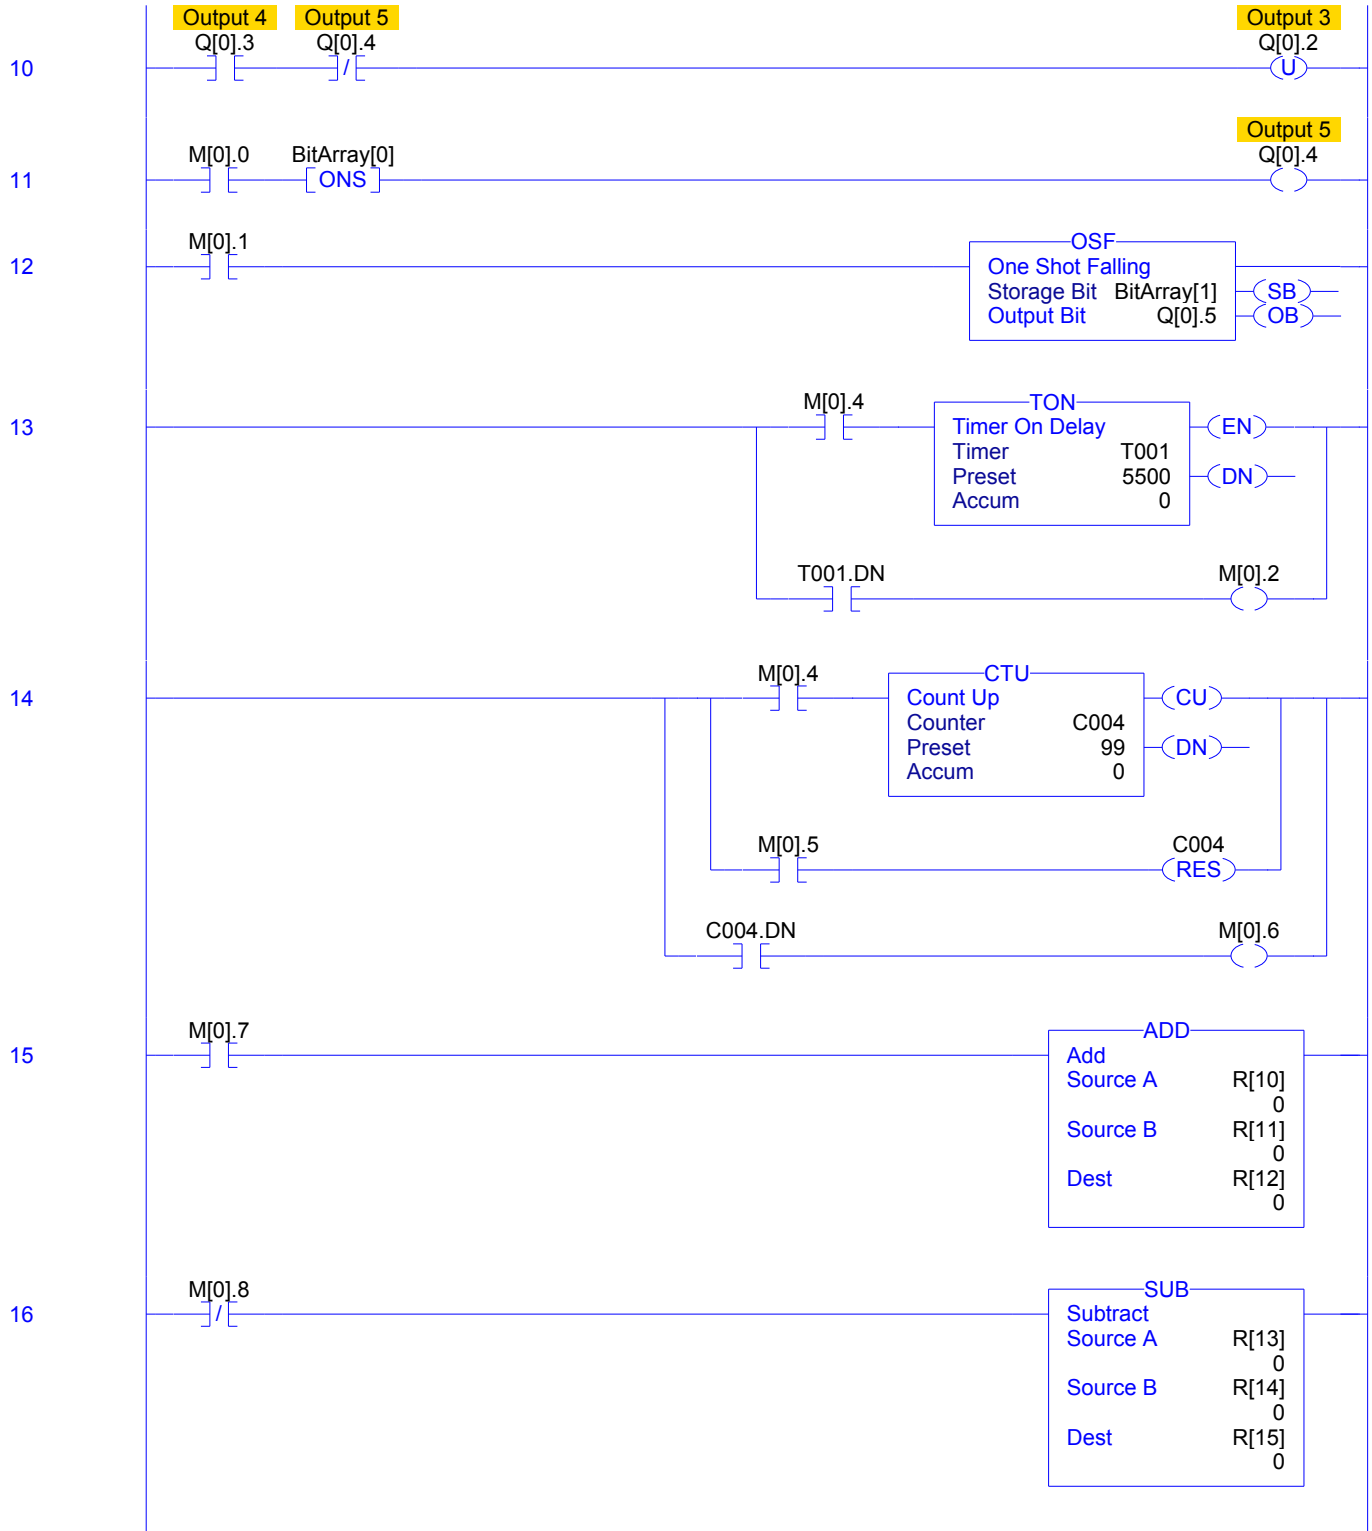 Output 4 Output 5 Output 3
Q[0].3 Q[0].4 Q[0].2
10 / U
Output 5
M[0].0 BitArray[0] Q[0].4
11 ONS
M[0].1 OSF
12 One Shot Falling
Storage Bit BitArray[1] SB
Output Bit Q[0].5 OB
M[0].4 TON
13 Timer On Delay EN
Timer T001
Preset 5500 DN
Accum 0
T001.DN M[0].2
M[0].4 CTU
14 Count Up CU
Counter C004
Preset 99 DN
Accum 0
M[0].5 C004
RES
C004.DN M[0].6
M[0].7 ADD
15 Add
Source A R[10]
0
Source B R[11]
0
Dest R[12]
0
M[0].8 SUB
16 / Subtract
Source A R[13]
0
Source B R[14]
0
Dest R[15]
0